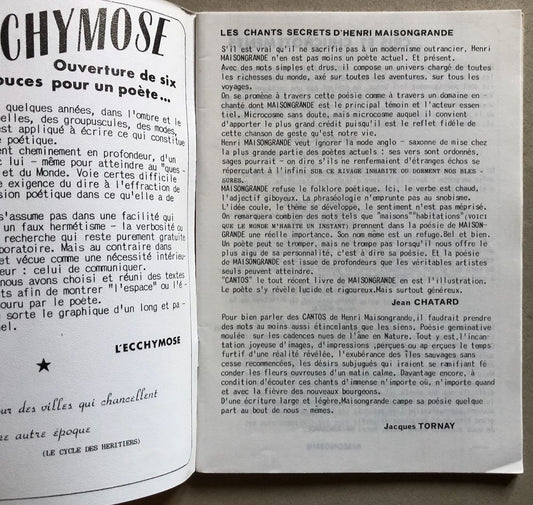 CCHYMOSE
Ouverture de six
ouces pour un poète...
quelques années, dans l'ombre et le
elles, des groupuscules, des modes,
est appliqué à écrire ce qui constitue
e poétique.
ent cheminement en profondeur, d'un
c lui - même pour atteindre au "ques -
et du Monde. Voie certes difficile
e exigence du dire à l'effraction de
sion poétique dans ce qu'elle a de
s'assume pas dans une facilité qui
un faux hermétisme - la verbosité ou
recherche qui reste purement gratuite
boratoire. Mais au contraire dans
et vécue comme une nécessité intérieu
eur : celui de communiquer.
nous avons choisi et réuni des textes
ts afin de montrer "l'espace" ou l'é-
couru par le poète.
n sorte le graphique d'un long et pa -
nel.
L'ECCHYMOSE
ur des villes qui chancellent
ne autre époque
(LE CYCLE DES HERITIERS)
LES CHANTS SECRETS D'HENRI MAISONGRANDE
S'il est vrai qu'il ne sacrifie pas à un modernisme outrancier, Henri
MAISONGRANDE n'en est pas moins un poète actuel. Et présent.
Avec des mots simples et drus, il compose un univers chargé de toutes
les richesses du monde, axé sur toutes les aventures. sur tous les
voyages.
On se promène à travers cette poésie comme à travers un domaine en -
chanté dont MAISONGRANDE est le principal témoin et l'acteur essen
tiel. Microcosme sans doute, mais microcosme auquel il convient
d'apporter le plus grand crédit puisqu'il est le reflet fidèle de
cette chanson de geste qu'est notre vie.
Henri MAISONGRANDE veut ignorer la mode anglo - saxonne de mise chez
la plus grande partie des poètes actuels ; ses vers sont ordonnés,
sages pourrait - on dire s'ils ne renfermaient d'étranges échos se
répercutant à l'infini SUR CE RIVAGE INHABITE OU DORMENT NOS BLES -
SURES.
MAISONGRANDE refuse le folklore poétique. Ici, le verbe est chaud,
l'adjectif giboyeux. La phraséologie n'emprunte pas au snobisme.
L'idée coule, le thème se développe, le sentiment n'est pas méprisé.
On remarquera combien des mots tels que "maisons""habitations"(VOICI
QUE LE MONDE M'HABITE UN INSTANT) prennent dans la poésie de MAISON-
GRANDE une réelle importance. Son nom même est un refuge.Bel et bien.
Un poète peut se tromper, mais ne trompe pas lorsqu'il nous offre le
plus aigu de sa personnalité, c'est à dire sa poésie. Et la poésie
de MAISONGRANDE est issue de profondeurs que les véritables artistes
seuls peuvent atteindre.
"CANTOS" le tout récent livre de MAISONGRANDE en est l'illustration.
Le poète s'y révèle lucide et rigoureux.Mais surtout généreux.
Jean CHATARD
Pour bien parler des CANTOS de Henri Maisongrande,il faudrait prendre
des mots au moins aussi étincelants que les siens. Poésie germinative
moulée sur les cadences nues de l'âme en Nature. Tout y est,l'incan-
tation joyeuse d'images, d'impressions ,perçues ou ap erçues le temps
furtif d'une réalité révélée, l'exubérance des îles sauvages sans
cesse recommencées, les désirs subjugués qui iraient se ramifiant fé
conder les fleurs ouvreuses d'un matin calme. Davantage encore, à
condition d'écouter ces chants d'immense n'importe où, n'importe quand
et avec la fièvre des nouveaux bourgeons.
D'une écriture large et légère,Maisongrande campe sa poésie quelque
part au bout de nous - mêmes.
Jacques TORNAY